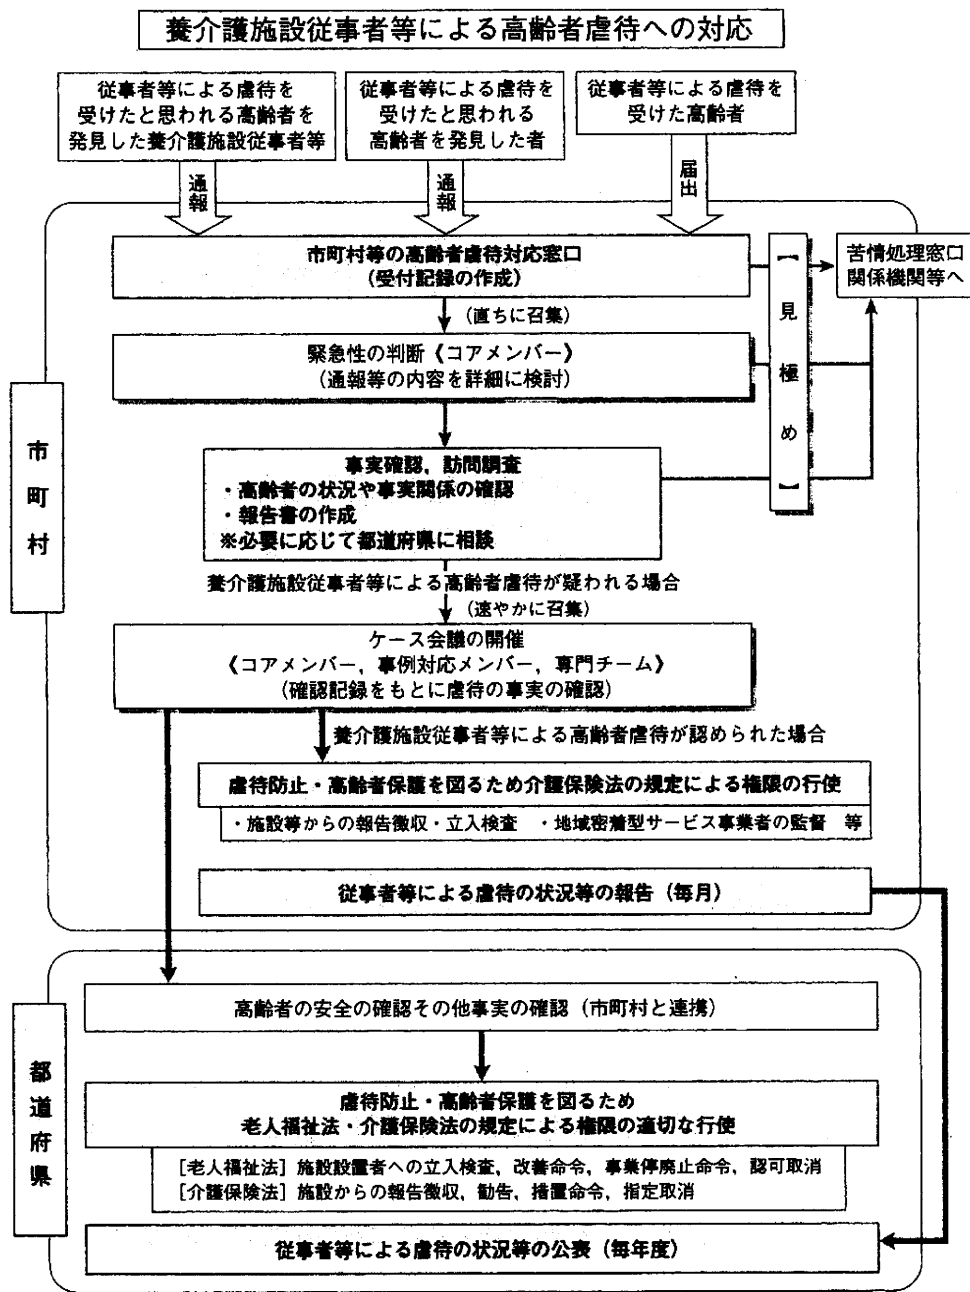 養介護施設従事者等による高齢者虐待への対応
従事者等による虐待を
受けたと思われる高齢者を
発見した養介護施設従事者等
従事者等による虐待を
受けたと思われる
高齢者を発見した者
従事者等による虐待を
受けた高齢者
通報
通報
届出
市町村
市町村等の高齢者虐待対応窓口
(受付記録の作成)
【見極め】
苦情処理窓口
関係機関等へ
(直ちに召集)
緊急性の判断《コアメンバー》
(通報等の内容を詳細に検討)
事実確認，訪問調査
・高齢者の状況や事実関係の確認
・報告書の作成
※必要に応じて都道府県に相談
養介護施設従事者等による高齢者虐待が疑われる場合
(速やかに召集)
ケース会議の開催
《コアメンバー，事例対応メンバー，専門チーム》
(確認記録をもとに虐待の事実の確認)
養介護施設従事者等による高齢者虐待が認められた場合
虐待防止・高齢者保護を図るため介護保険法の規定による権限の行使
・施設等からの報告徴収・立入検査　・地域密着型サービス事業者の監督　等
従事者等による虐待の状況等の報告（毎月）
都道府県
高齢者の安全の確認その他事実の確認（市町村と連携）
虐待防止・高齢者保護を図るため
老人福祉法・介護保険法の規定による権限の適切な行使
［老人福祉法］施設設置者への立入検査，改善命令，事業停廃止命令，認可取消
［介護保険法］施設からの報告徴収，勧告，措置命令，指定取消
従事者等による虐待の状況等の公表（毎年度）